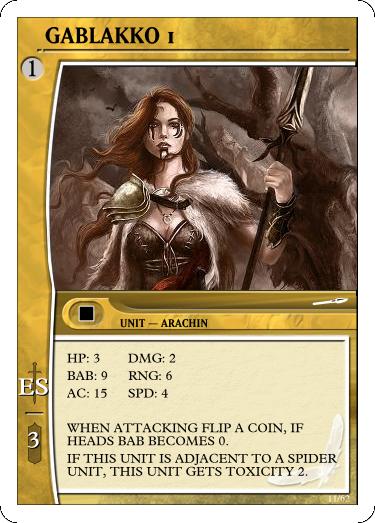 GABLAKKO I
1
UNIT — ARACHIN
HP: 3 DMG: 2
BAB: 9 RNG: 6
AC: 15 SPD: 4
ES
3
WHEN ATTACKING FLIP A COIN, IF
HEADS BAB BECOMES 0.
IF THIS UNIT IS ADJACENT TO A SPIDER
UNIT, THIS UNIT GETS TOXICITY 2.
11/62